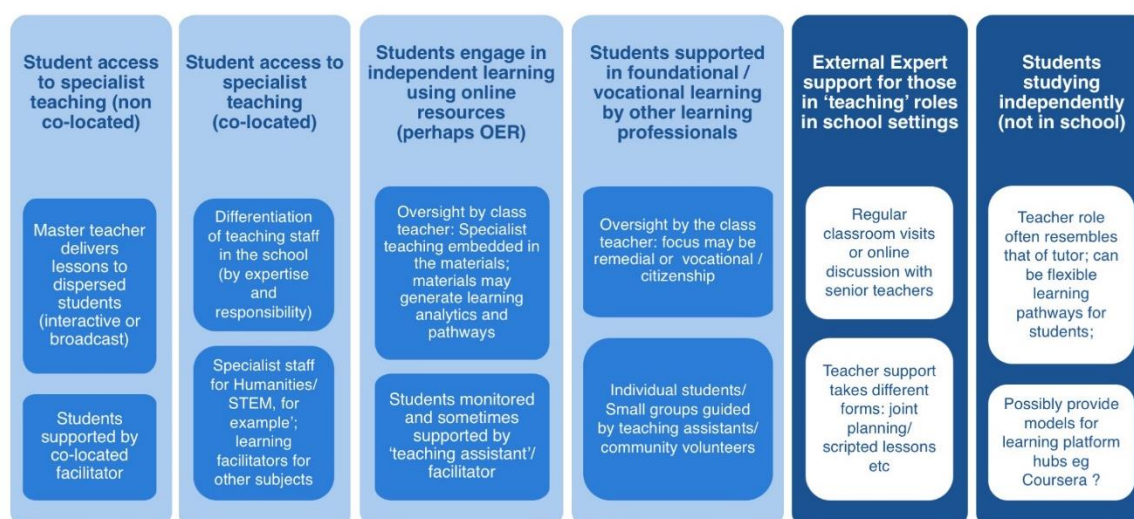 Student access
to specialist
teaching (non
co-located)
Master teacher
delivers
lessons to
dispersed
students
(interactive or
broadcast)
Students
supported by
co-located
facilitator
Student access to
specialist
teaching
(co-located)
Differentiation
of teaching staff
in the school
(by expertise
and
responsibility)
Specialist staff
for Humanities/
STEM, for
example’;
learning
facilitators for
other subjects
Students engage in
independent learning
using online
resources
(perhaps OER)
Oversight by class
teacher: Specialist
teaching embedded in
the materials;
materials may
generate learning
analytics and
pathways
Students monitored
and sometimes
supported by
‘teaching assistant’/
facilitator
Students supported
in foundational /
vocational learning
by other learning
professionals
Oversight by the class
teacher: focus may be
remedial or vocational /
citizenship
Individual students/
Small groups guided
by teaching assistants/
community volunteers
External Expert
support for those
in ‘teaching’ roles
in school settings
Regular
classroom visits
or online
discussion with
senior teachers
Teacher support
takes different
forms: joint
planning/
scripted lessons
etc
Students
studying
independently
(not in school)
Teacher role
often resembles
that of tutor; can
be flexible
learning
pathways for
students;
Possibly provide
models for
learning platform
hubs eg
Coursera ?